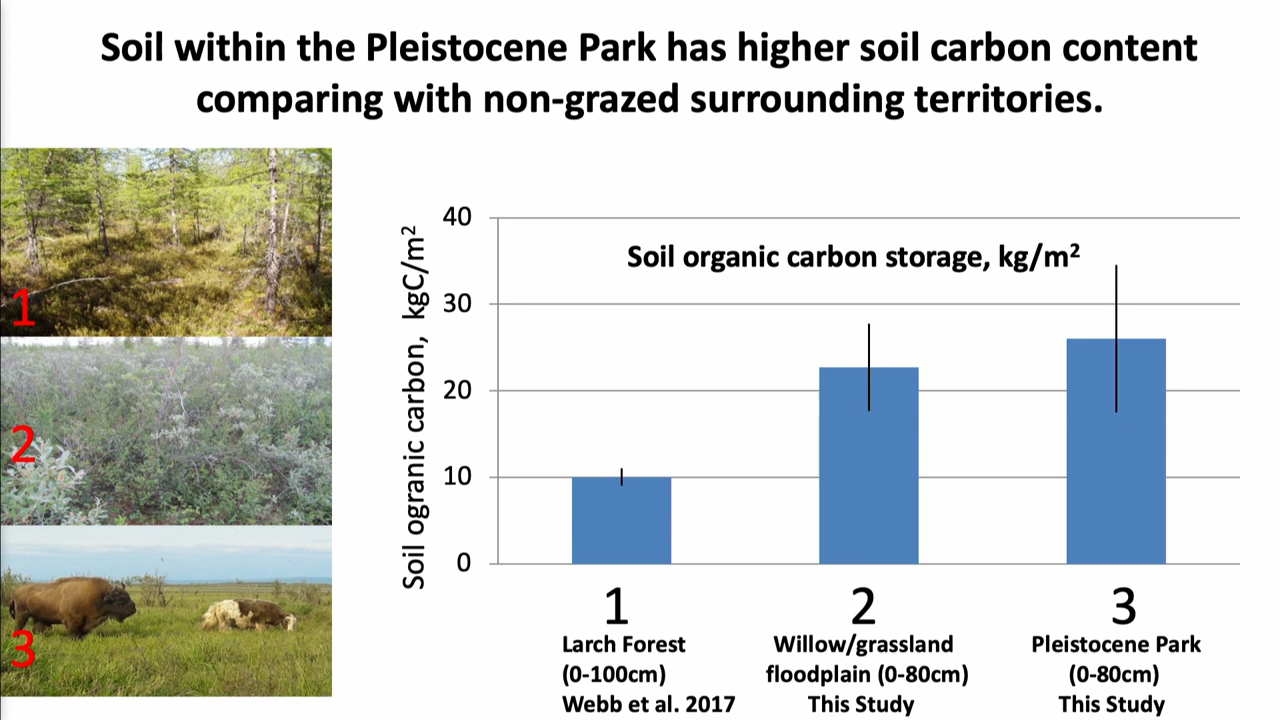 Soil within the Pleistocene Park has higher soil carbon content
comparing with non-grazed surrounding territories.
1
2
3
Soil ogranic carbon, kgC/m²
40
30
20
10
0
Soil organic carbon storage, kg/m²
1
Larch Forest
(0-100cm)
Webb et al. 2017
2
Willow/grassland
floodplain (0-80cm)
This Study
3
Pleistocene Park
(0-80cm)
This Study